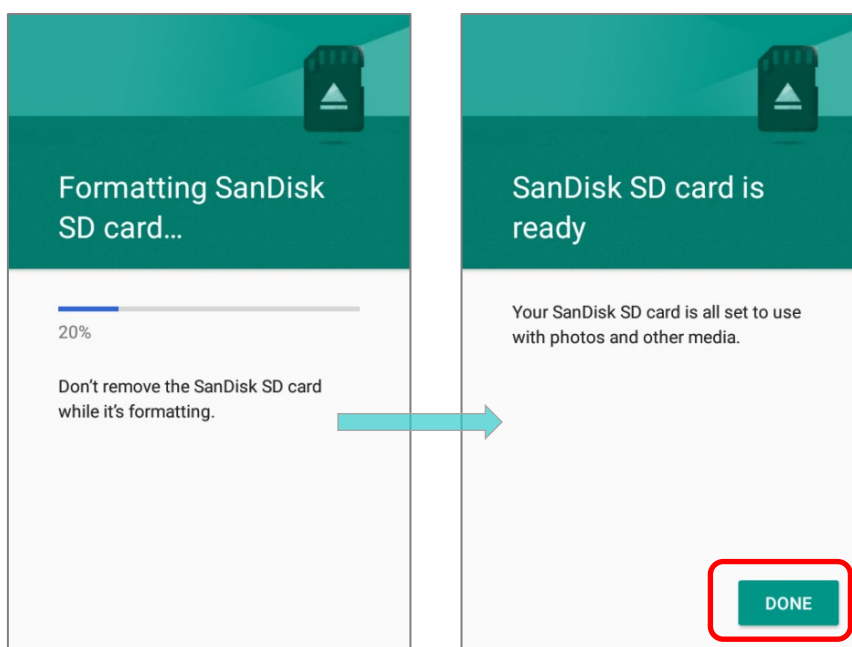 Formatting SanDisk
SD card...
20%
Don't remove the SanDisk SD card
while it's formatting.
SanDisk SD card is
ready
Your SanDisk SD card is all set to use
with photos and other media.
DONE